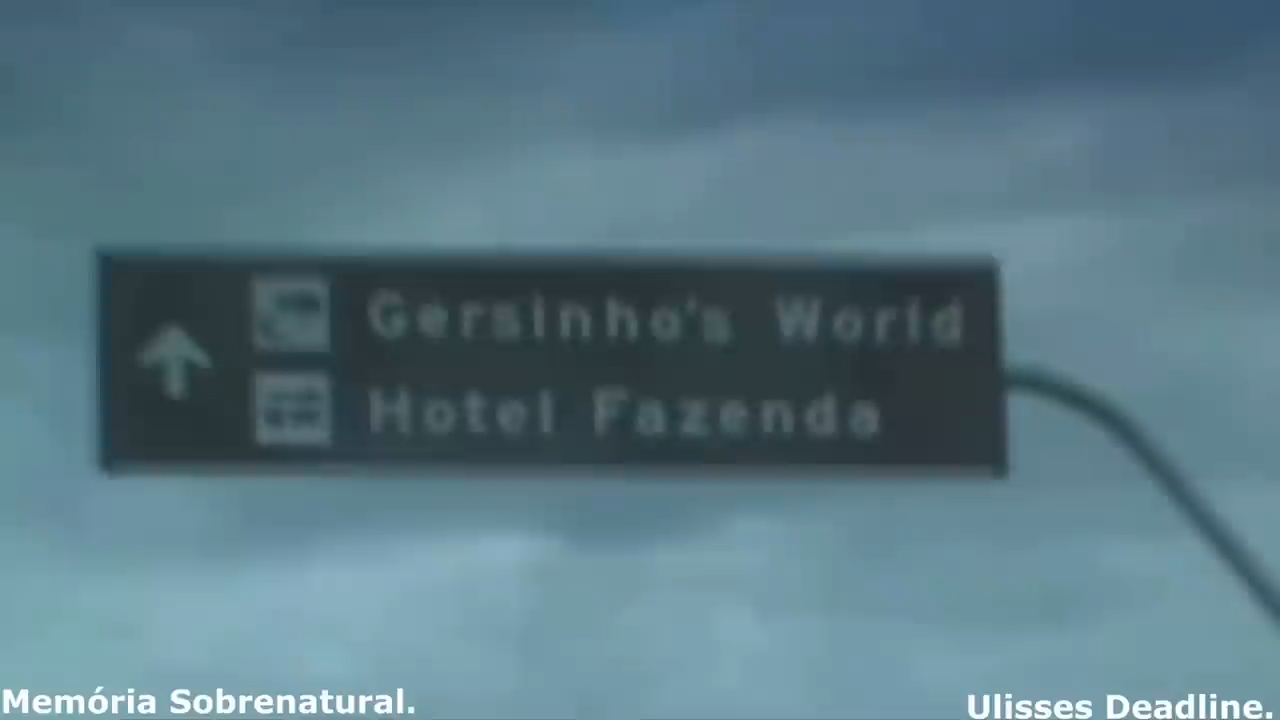 Gersinho's World
Hotel Fazenda
Memória Sobrenatural.
Ulisses Deadline.